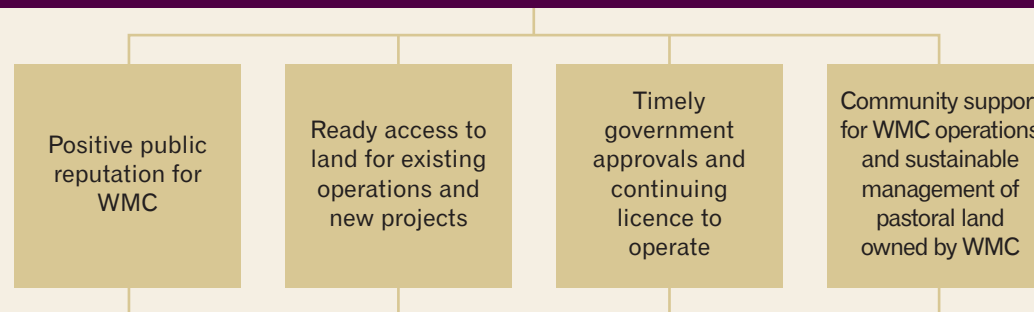 Positive public
reputation for
WMC
Ready access to
land for existing
operations and
new projects
Timely
government
approvals and
continuing
licence to
operate
Community suppor
for WMC operations
and sustainable
management of
pastoral land
owned by WMC